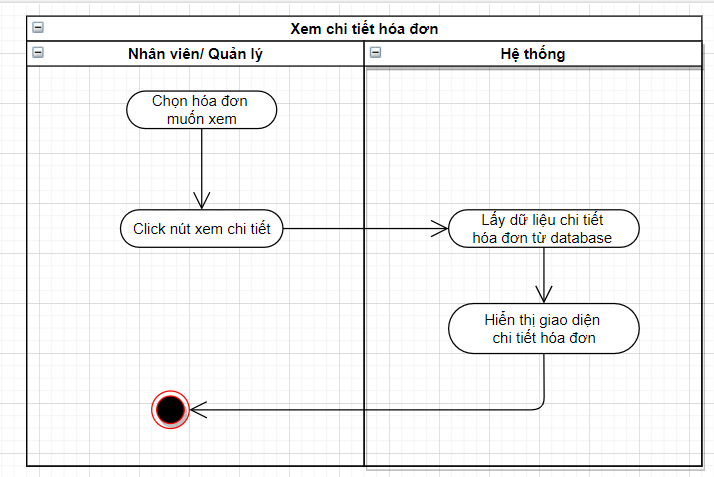 Xem chi tiết hóa đơn
Nhân viên/ Quản lý
Hệ thống
Chọn hóa đơn
muốn xem
Click nút xem chi tiết
Lấy dữ liệu chi tiết
hóa đơn từ database
Hiển thị giao diện
chi tiết hóa đơn